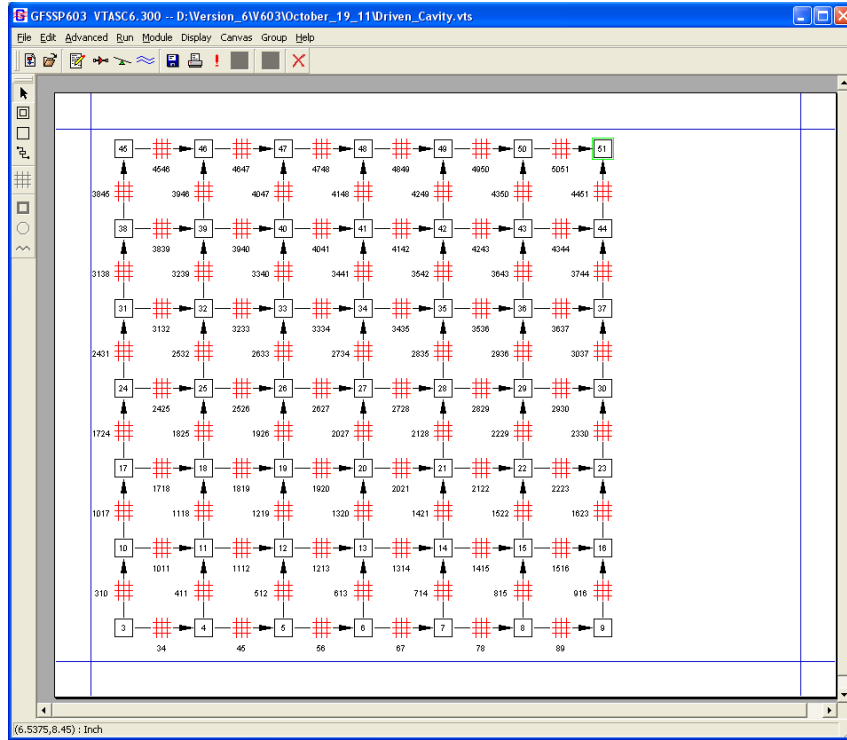 GFSSP603 VTASC6.300 -- D:\Version_6\V603\October_19_11\Driven_Cavity.vts
File Edit Advanced Run Module Display Canvas Group Help
45 46 47 48 49 50 51
4546 4647 4748 4849 4950 5051
3845 3946 4047 4148 4249 4350 4451
38 39 40 41 42 43 44
3839 3940 4041 4142 4243 4344
3138 3239 3340 3441 3542 3643 3744
31 32 33 34 35 36 37
3132 3233 3334 3435 3536 3637
2431 2532 2633 2734 2835 2936 3037
24 25 26 27 28 29 30
2425 2526 2627 2728 2829 2930
1724 1825 1926 2027 2128 2229 2330
17 18 19 20 21 22 23
1718 1819 1920 2021 2122 2223
1017 1118 1219 1320 1421 1522 1623
10 11 12 13 14 15 16
1011 1112 1213 1314 1415 1516
310 411 512 613 714 815 916
3 4 5 6 7 8 9
34 45 56 67 78 89
(6.5375,8.45) : Inch